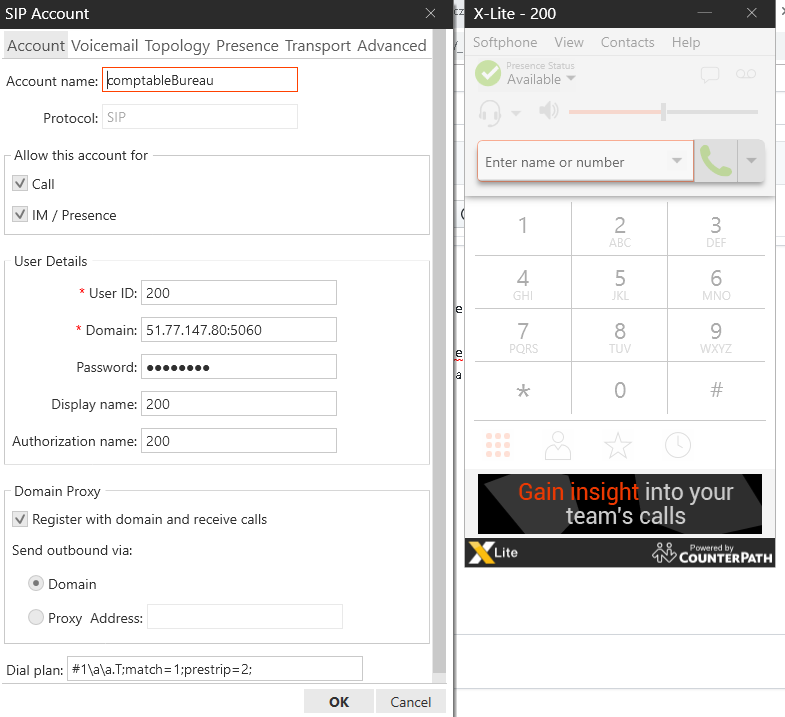 SIP Account
Account Voicemail Topology Presence Transport Advanced
Account name: comptableBureau
Protocol: SIP
Allow this account for
Call
IM / Presence
User Details
* User ID: 200
* Domain: 51.77.147.80:5060
Password: ●●●●●●●●
Display name: 200
Authorization name: 200
Domain Proxy
Register with domain and receive calls
Send outbound via:
Domain
Proxy Address:
Dial plan: #1\a\a.T;match=1;prestrip=2;
OK Cancel
X-Lite - 200
Softphone View Contacts Help
Presence Status
Available
Enter name or number
1 2 3
ABC DEF
4 5 6
GHI JKL MNO
7 8 9
PQRS TUV WXYZ
* 0 #
Gain insight into your
team's calls
X Lite
Powered by
COUNTERPATH